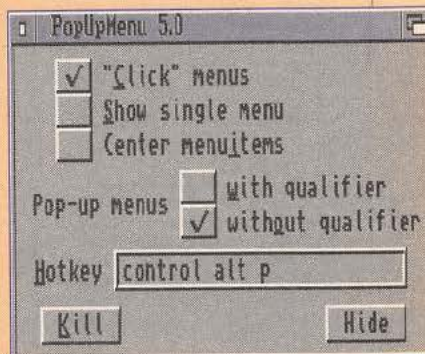 PopUpMenu 5.0
"Click" menus
Show single menu
Center menuitems
Pop-up menus
with qualifier
without qualifier
Hotkey control alt p
Kill Hide